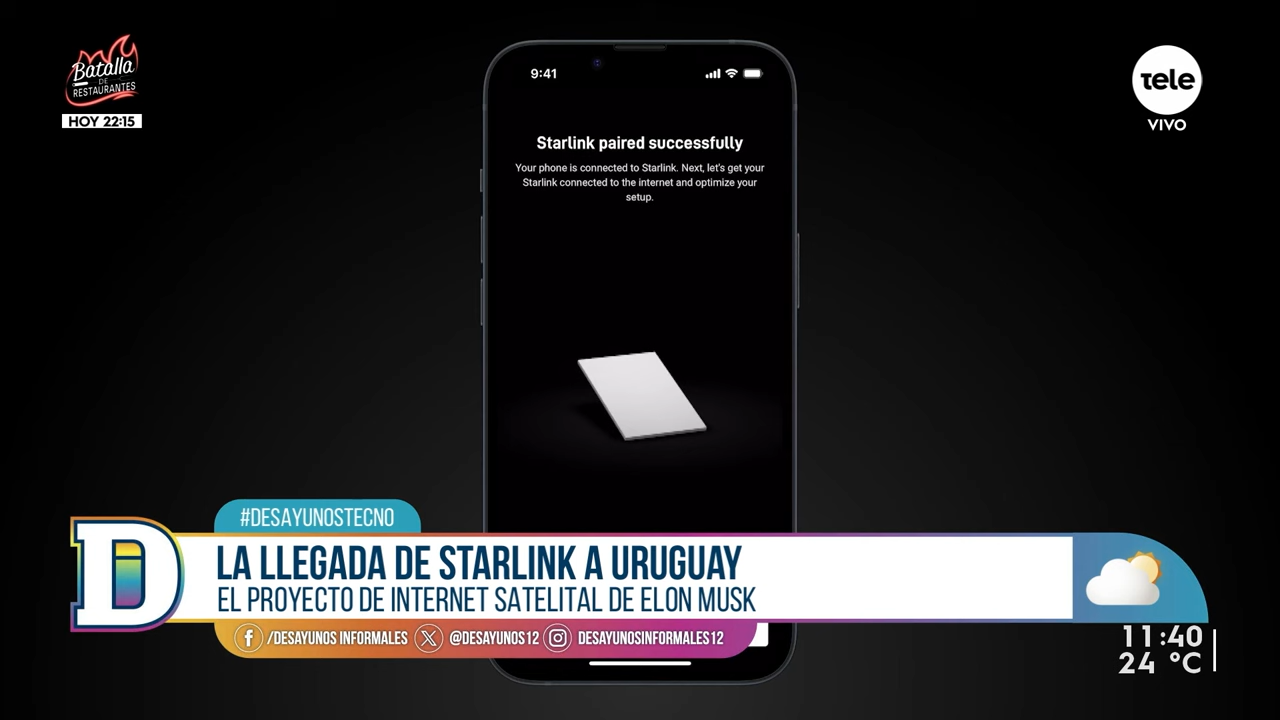 Batalla
DE
RESTAURANTES
HOY 22:15
tele
VIVO
9:41
Starlink paired successfully
Your phone is connected to Starlink. Next, let's get your
Starlink connected to the internet and optimize your
setup.
#DESAYUNOSTECNO
D
LA LLEGADA DE STARLINK A URUGUAY
EL PROYECTO DE INTERNET SATELITAL DE ELON MUSK
/DESAYUNOS INFORMALES @DESAYUNOS12 DESAYUNOSINFORMALES12
11:40
24 °C